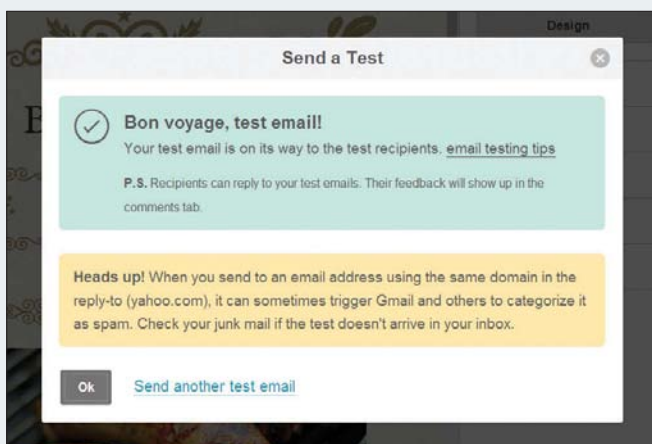 Design
Send a Test
Bon voyage, test email!
Your test email is on its way to the test recipients. email testing tips
P.S. Recipients can reply to your test emails. Their feedback will show up in the
comments tab.
Heads up! When you send to an email address using the same domain in the
reply-to (yahoo.com), it can sometimes trigger Gmail and others to categorize it
as spam. Check your junk mail if the test doesn't arrive in your inbox.
Ok Send another test email